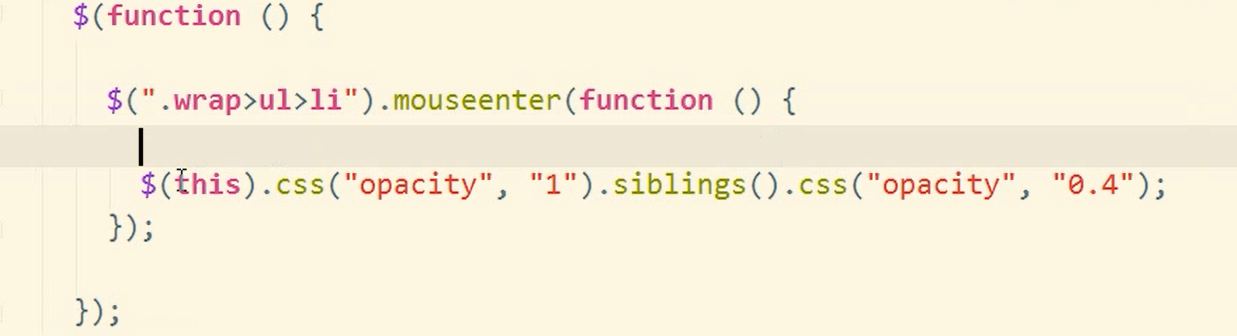 $(function () {
$(".wrap>ul>li").mouseenter(function () {
$(this).css("opacity", "1").siblings().css("opacity", "0.4");
});
});